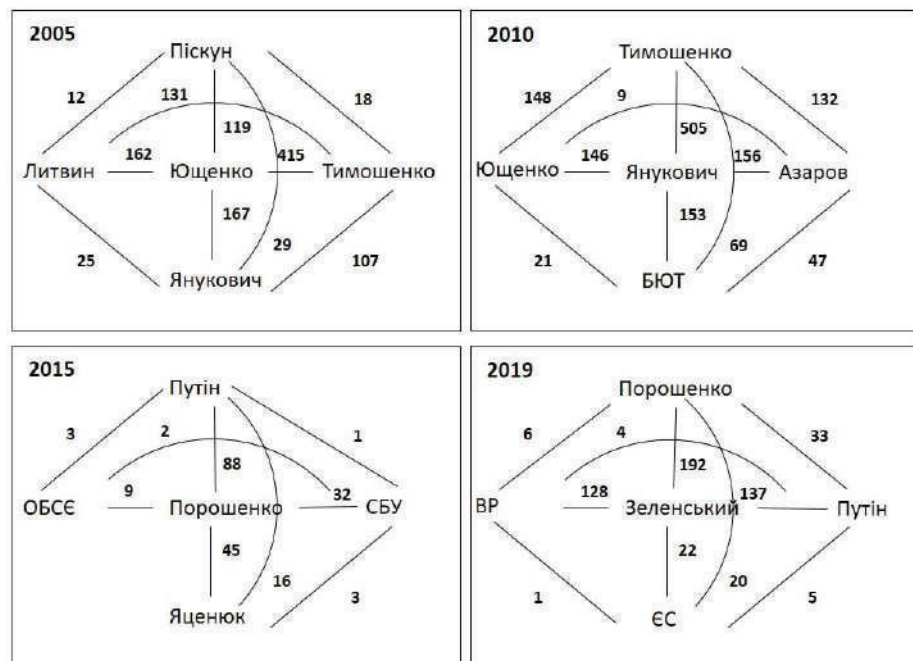 2005
Піскун
12
131
18
119
162
415
Литвин
Ющенко
Тимошенко
167
25
29
107
Янукович
2010
Тимошенко
148
9
132
505
146
156
Ющенко
Янукович
Азаров
153
21
69
47
БЮТ
2015
Путін
3
2
1
88
9
32
ОБСЄ
Порошенко
СБУ
45
16
3
Яценюк
2019
Порошенко
6
4
33
192
128
137
ВР
Зеленський
Путін
22
1
20
5
ЄС